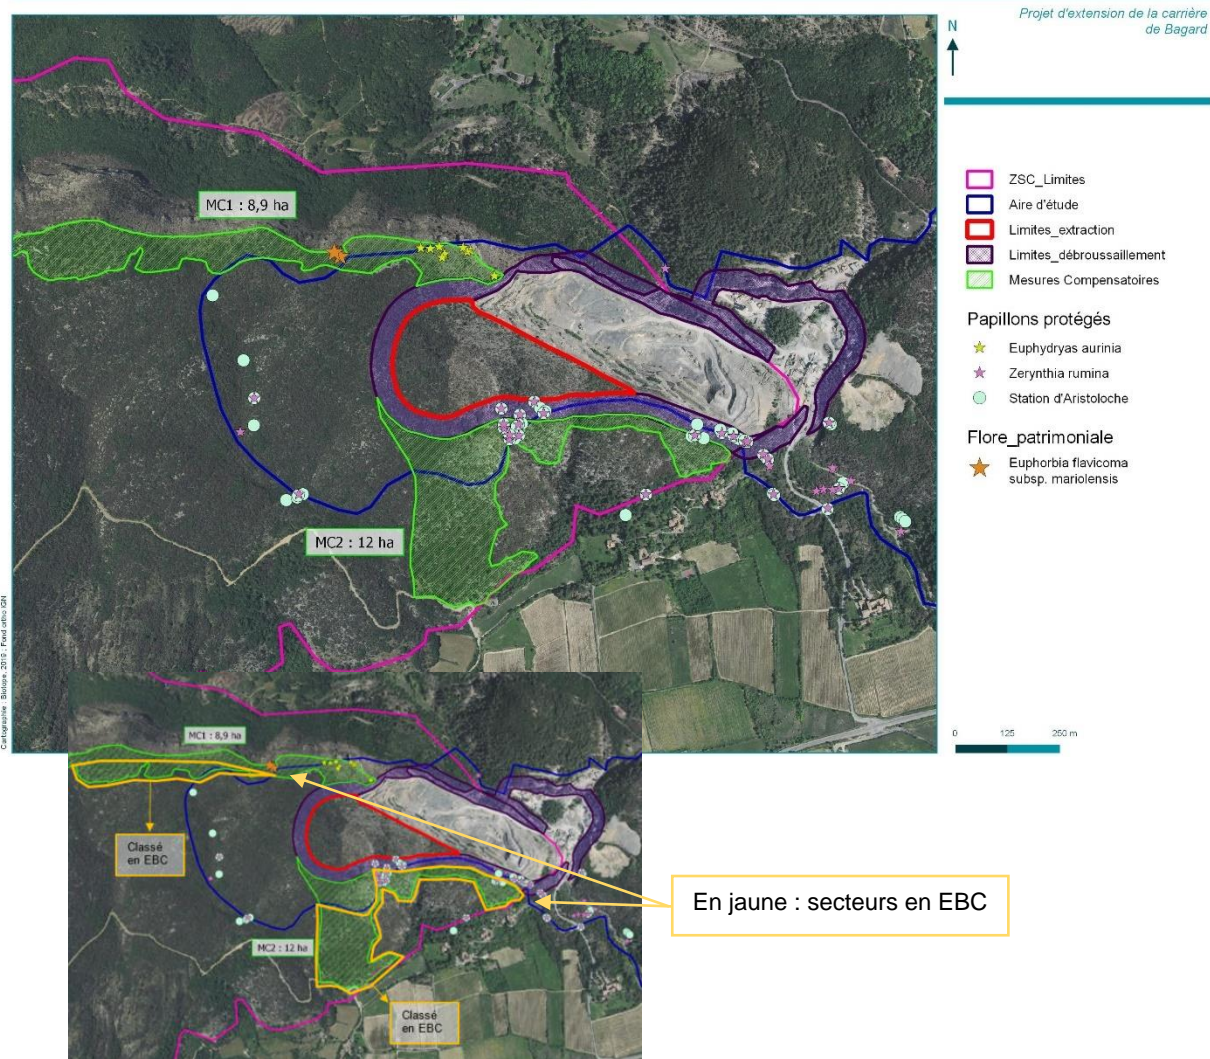 Projet d'extension de la carrière
de Bagard
N
ZSC_Limites
Aire d'étude
Limites_extraction
Limites_débroussaillement
Mesures Compensatoires
Papillons protégés
Euphydryas aurinia
Zerynthia rumina
Station d'Aristoloche
Flore_patrimoniale
Euphorbia flavicoma
subsp. mariolensis
MC1 : 8,9 ha
MC2 : 12 ha
Cartographie : Biotope, 2019 ; Fond ortho IGN
0 125 250 m
MC1 : 8,9 ha
Classé
en EBC
MC2 : 12 ha
Classé
en EBC
En jaune : secteurs en EBC